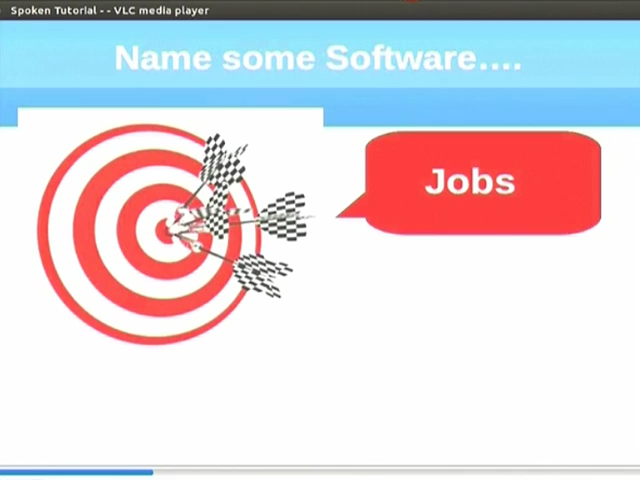 Spoken Tutorial - - VLC media player
Name some Software....
Jobs